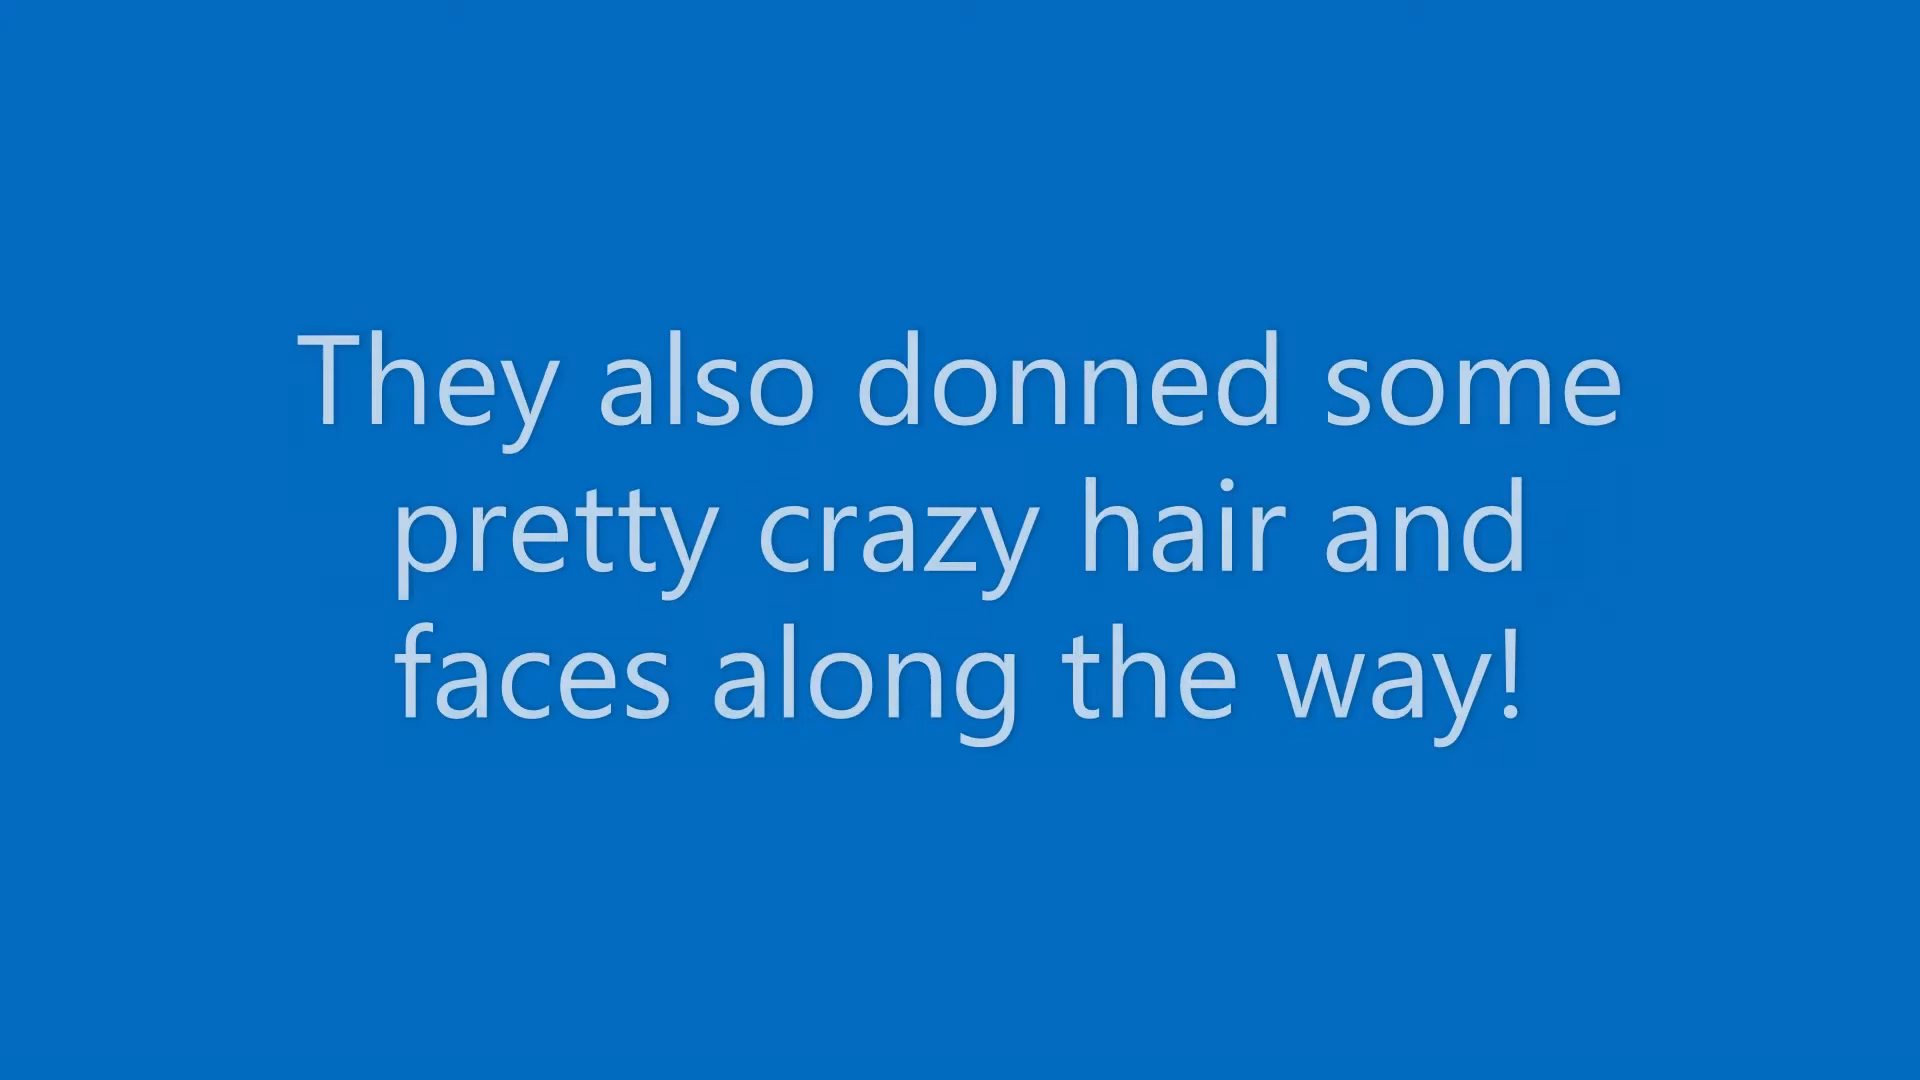 They also donned some
pretty crazy hair and
faces along the way!